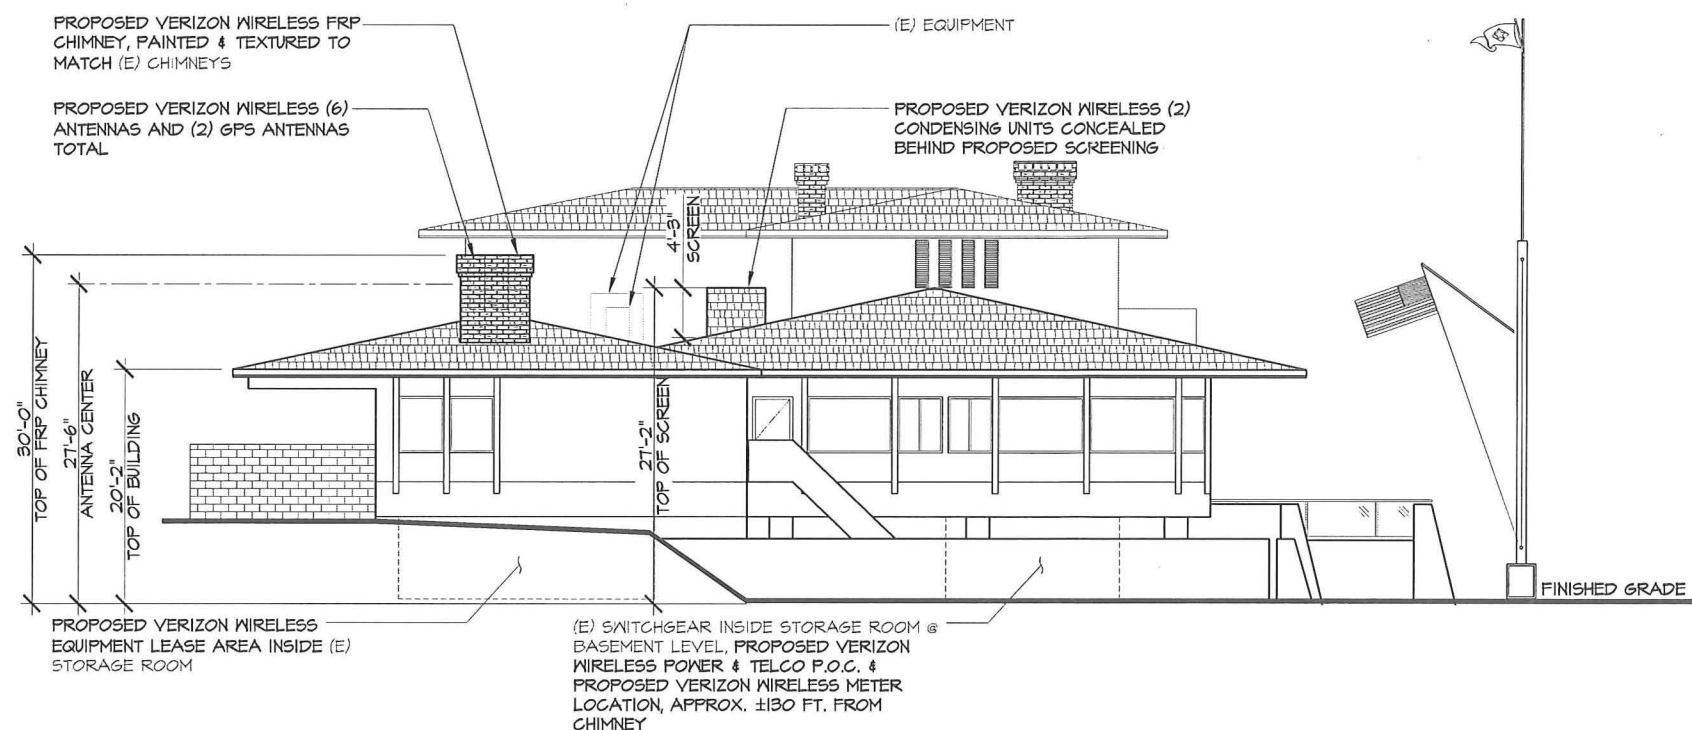 PROPOSED VERIZON WIRELESS FRP
CHIMNEY, PAINTED & TEXTURED TO
MATCH (E) CHIMNEYS
PROPOSED VERIZON WIRELESS (6)
ANTENNAS AND (2) GPS ANTENNAS
TOTAL
(E) EQUIPMENT
PROPOSED VERIZON WIRELESS (2)
CONDENSING UNITS CONCEALED
BEHIND PROPOSED SCREENING
4'-3"
SCREEN
30'-0"
TOP OF FRP CHIMNEY
27'-6"
ANTENNA CENTER
20'-2"
TOP OF BUILDING
27'-2"
TOP OF SCREEN
FINISHED GRADE
PROPOSED VERIZON WIRELESS
EQUIPMENT LEASE AREA INSIDE (E)
STORAGE ROOM
(E) SWITCHGEAR INSIDE STORAGE ROOM @
BASEMENT LEVEL, PROPOSED VERIZON
WIRELESS POWER & TELCO P.O.C. &
PROPOSED VERIZON WIRELESS METER
LOCATION, APPROX. ±130 FT. FROM
CHIMNEY